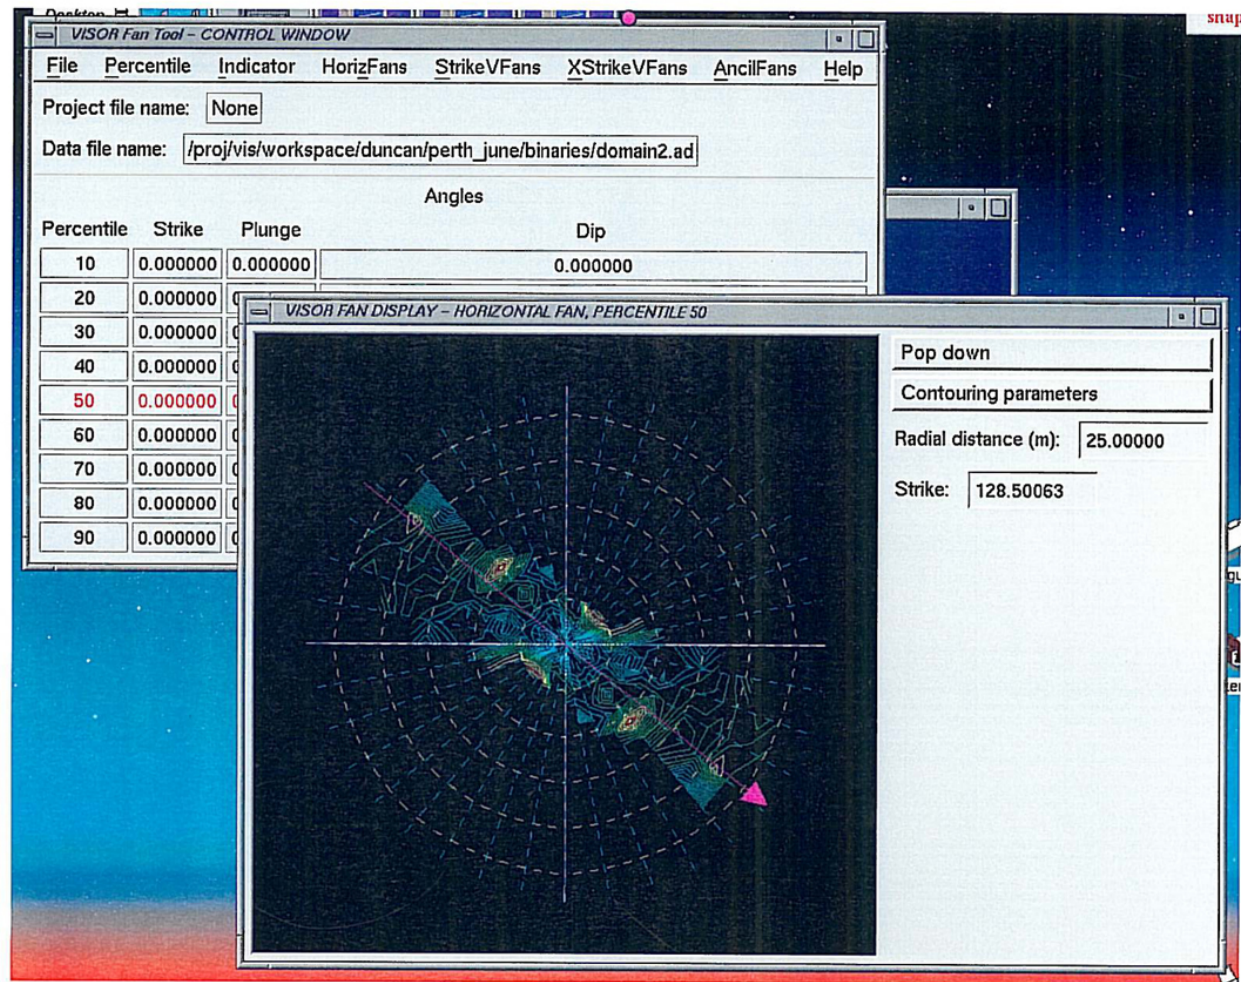 Desktop
snap
VISOR Fan Tool – CONTROL WINDOW
File Percentile Indicator HorizFans StrikeVFans XStrikeVFans AncilFans Help
Project file name: None
Data file name: /proj/vis/workspace/duncan/perth_june/binaries/domain2.ad
Angles
Percentile Strike Plunge Dip
10 0.000000 0.000000 0.000000
20 0.000000
30 0.000000
40 0.000000
50 0.000000
60 0.000000
70 0.000000
80 0.000000
90 0.000000
VISOR FAN DISPLAY – HORIZONTAL FAN, PERCENTILE 50
Pop down
Contouring parameters
Radial distance (m): 25.00000
Strike: 128.50063